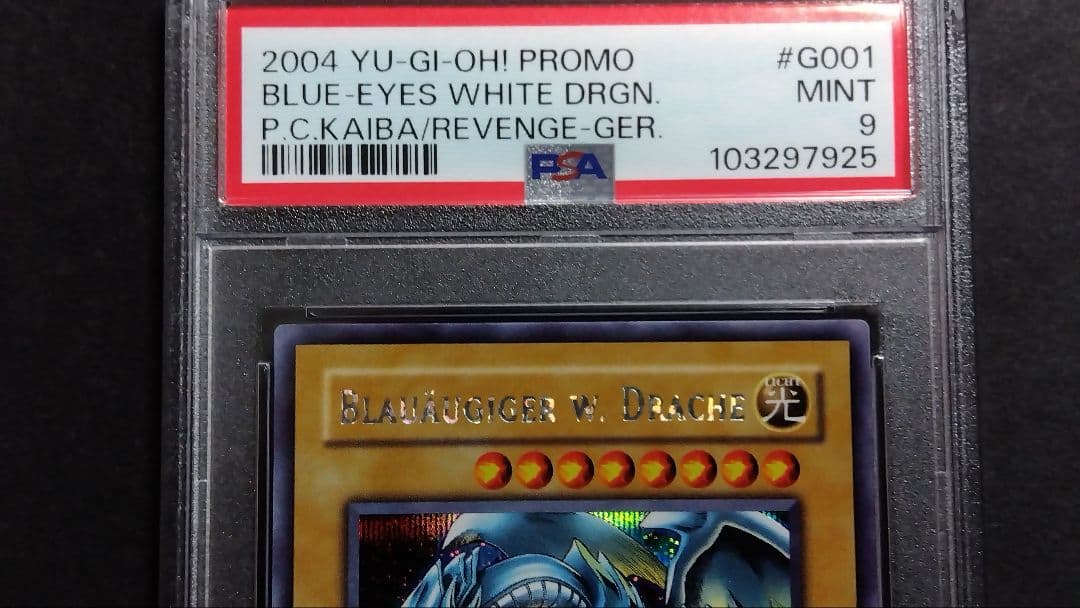 2004 YU-GI-OH! PROMO #G001
BLUE-EYES WHITE DRGN. MINT
P.C.KAIBA/REVENGE-GER. 9
PSA 103297925
BLAUÄUGIGER W. DRACHE
LICHT
光